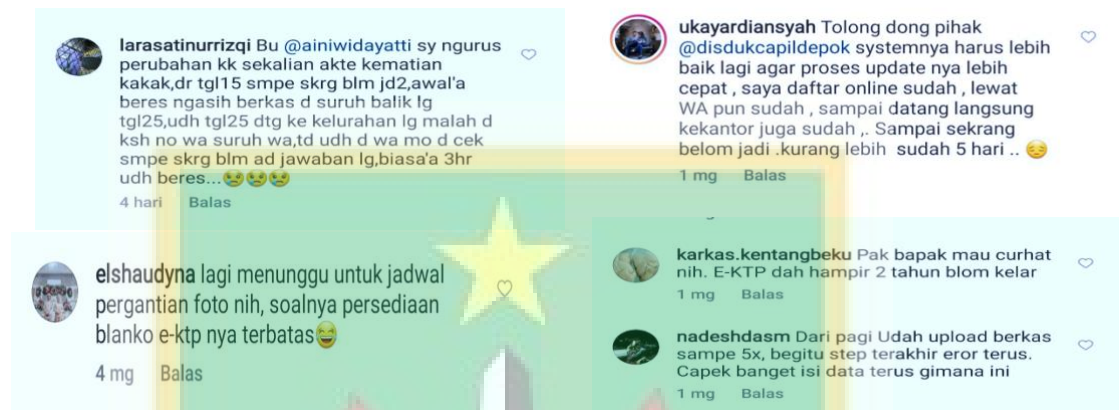 larasatinurrizqi Bu @ainiwidayatti sy ngurus
perubahan kk sekalian akte kematian
kakak,dr tgl15 smpe skrg blm jd2,awal'a
beres ngasih berkas d suruh balik lg
tgl25,udh tgl25 dtg ke kelurahan lg malah d
ksh no wa suruh wa,td udh d wa mo d cek
smpe skrg blm ad jawaban lg,biasa'a 3hr
udh beres...😢😢😢
4 hari Balas
elshaudyna lagi menunggu untuk jadwal
pergantian foto nih, soalnya persediaan
blanko e-ktp nya terbatas😅
4 mg Balas
ukayardiansyah Tolong dong pihak
@disdukcapildepok systemnya harus lebih
baik lagi agar proses update nya lebih
cepat , saya daftar online sudah , lewat
WA pun sudah , sampai datang langsung
kekantor juga sudah ,. Sampai sekrang
belom jadi .kurang lebih sudah 5 hari .. 😔
1 mg Balas
karkas.kentangbeku Pak bapak mau curhat
nih. E-KTP dah hampir 2 tahun blom kelar
1 mg Balas
nadeshdasm Dari pagi Udah upload berkas
sampe 5x, begitu step terakhir eror terus.
Capek banget isi data terus gimana ini
1 mg Balas